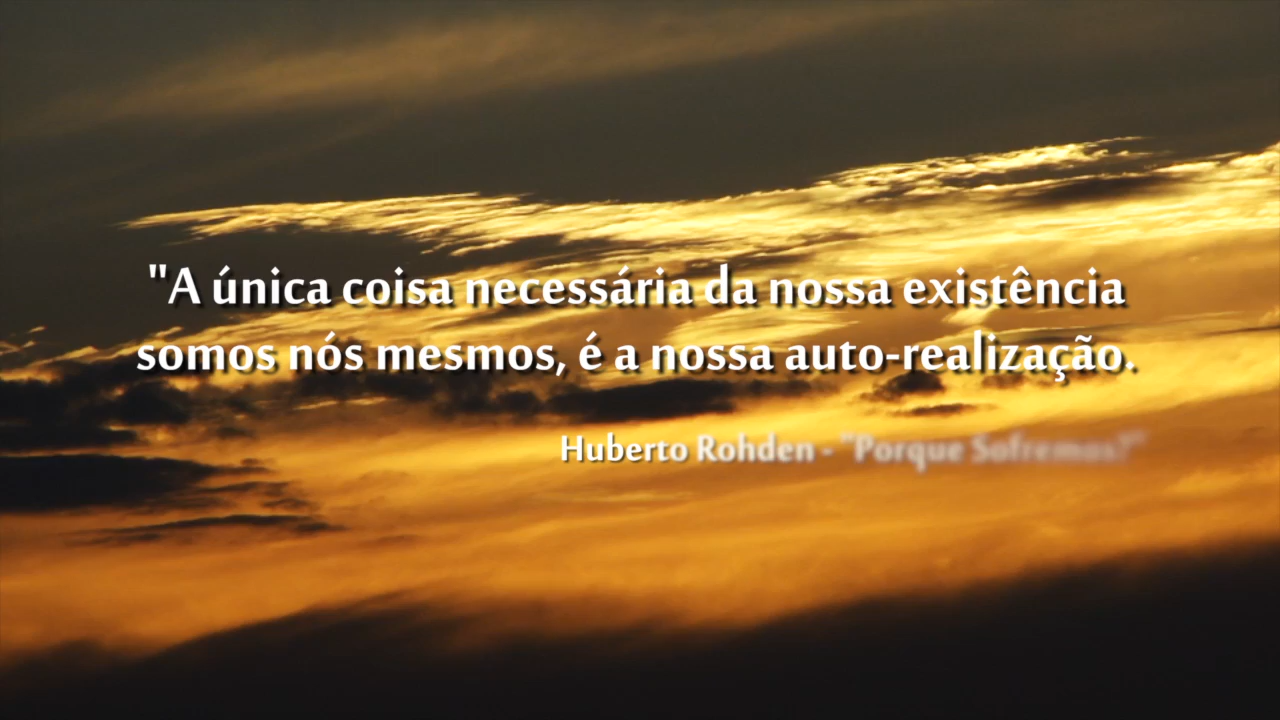 "A única coisa necessária da nossa existência
somos nós mesmos, é a nossa auto-realização.
Huberto Rohden - "Porque Sofremos?"